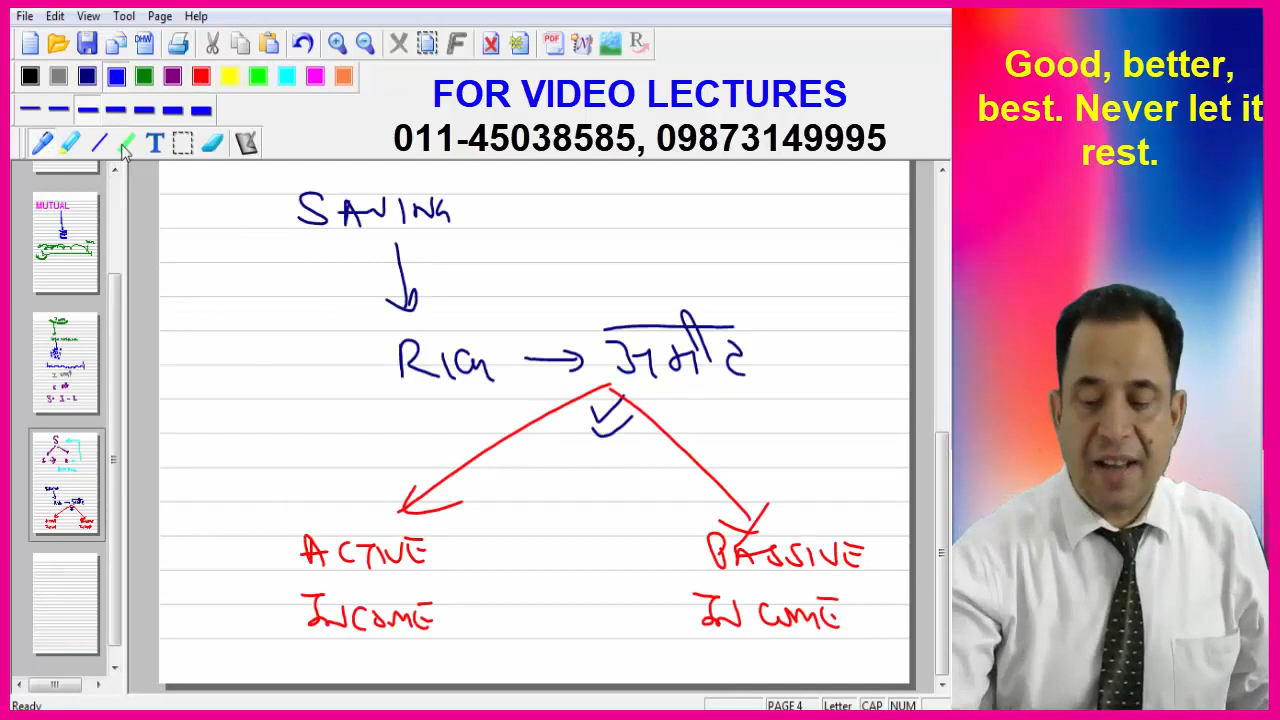 File Edit View Tool Page Help
FOR VIDEO LECTURES
011-45038585, 09873149995
Good, better,
best. Never let it
rest.
MUTUAL
SAVING
RICH → अमीर
ACTIVE PASSIVE
INCOME INCOME
Ready PAGE 4 Letter CAP NUM